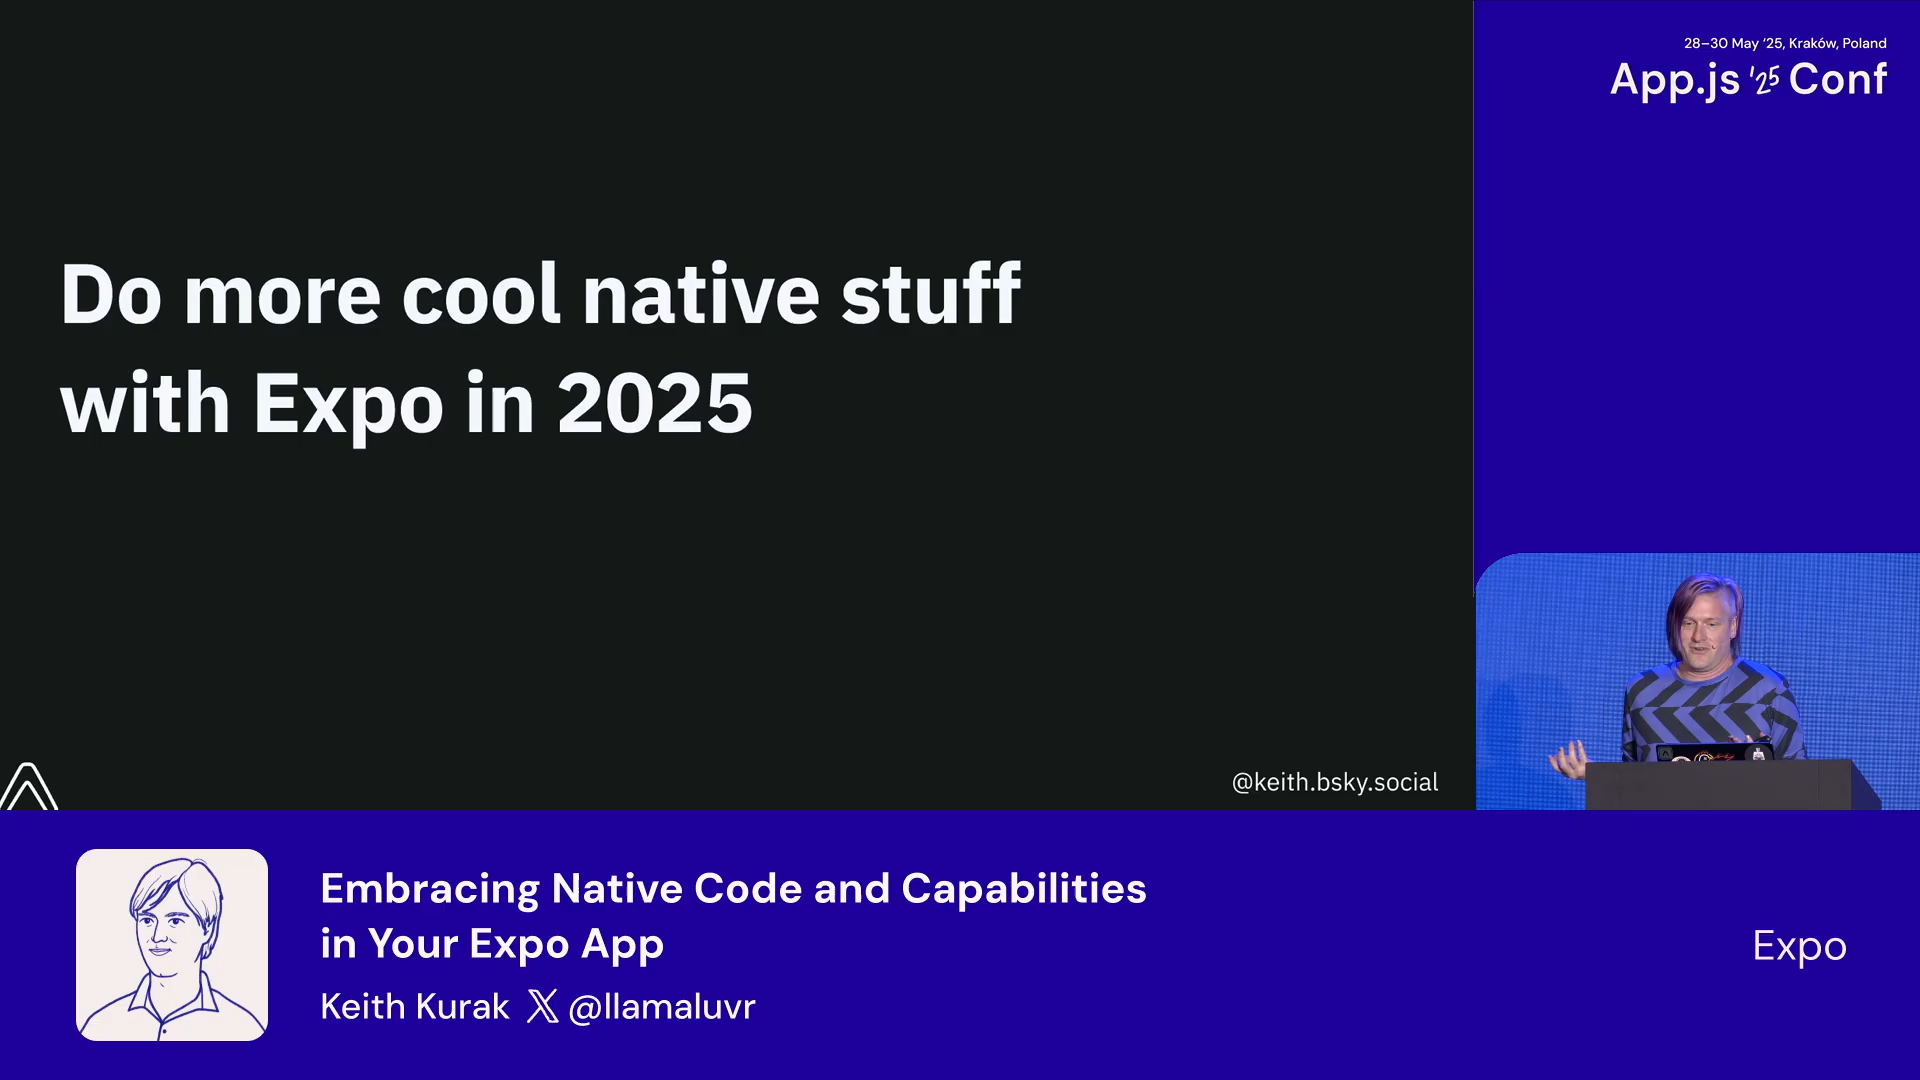 28–30 May '25, Kraków, Poland
App.js '25 Conf
Do more cool native stuff
with Expo in 2025
@keith.bsky.social
Embracing Native Code and Capabilities
in Your Expo App
Keith Kurak X @llamaluvr
Expo